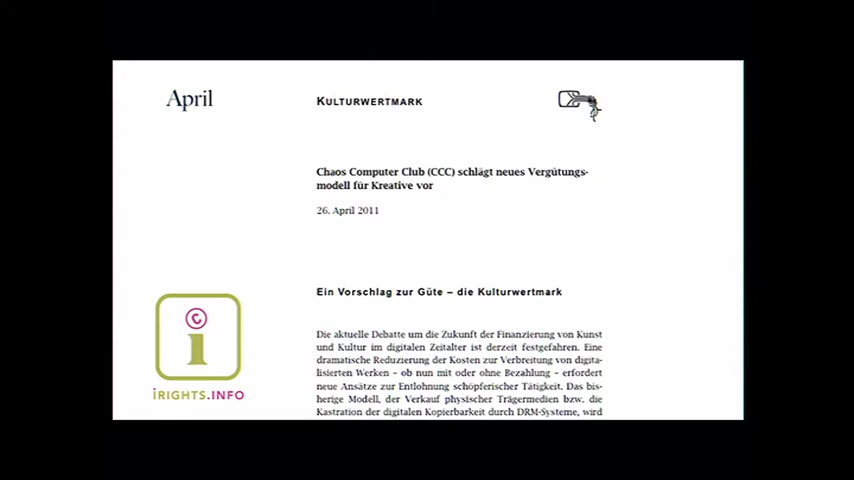 April
KULTURWERTMARK
Chaos Computer Club (CCC) schlägt neues Vergütungs-
modell für Kreative vor
26. April 2011
Ein Vorschlag zur Güte – die Kulturwertmark
Die aktuelle Debatte um die Zukunft der Finanzierung von Kunst
und Kultur im digitalen Zeitalter ist derzeit festgefahren. Eine
dramatische Reduzierung der Kosten zur Verbreitung von digita-
lisierten Werken – ob nun mit oder ohne Bezahlung – erfordert
neue Ansätze zur Entlohnung schöpferischer Tätigkeit. Das bis-
herige Modell, der Verkauf physischer Trägermedien bzw. die
Kastration der digitalen Kopierbarkeit durch DRM-Systeme, wird
©
i
iRIGHTS.INFO